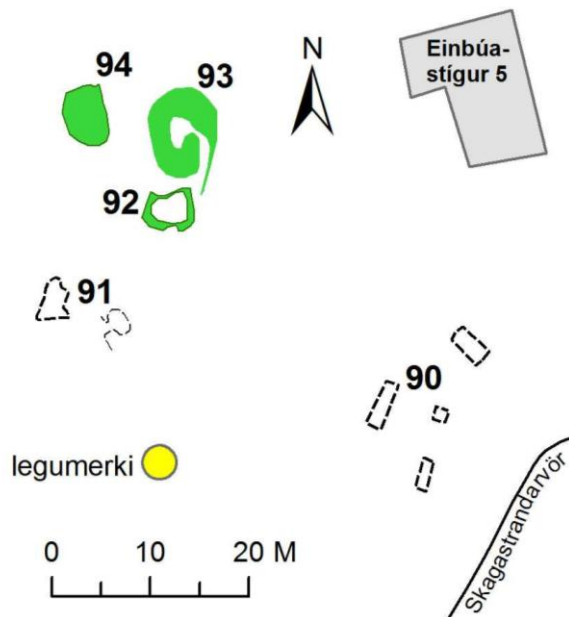 N
Einbúa-
stígur 5
94
93
92
91
90
legumerki
Skagastrandarvör
0 10 20 M